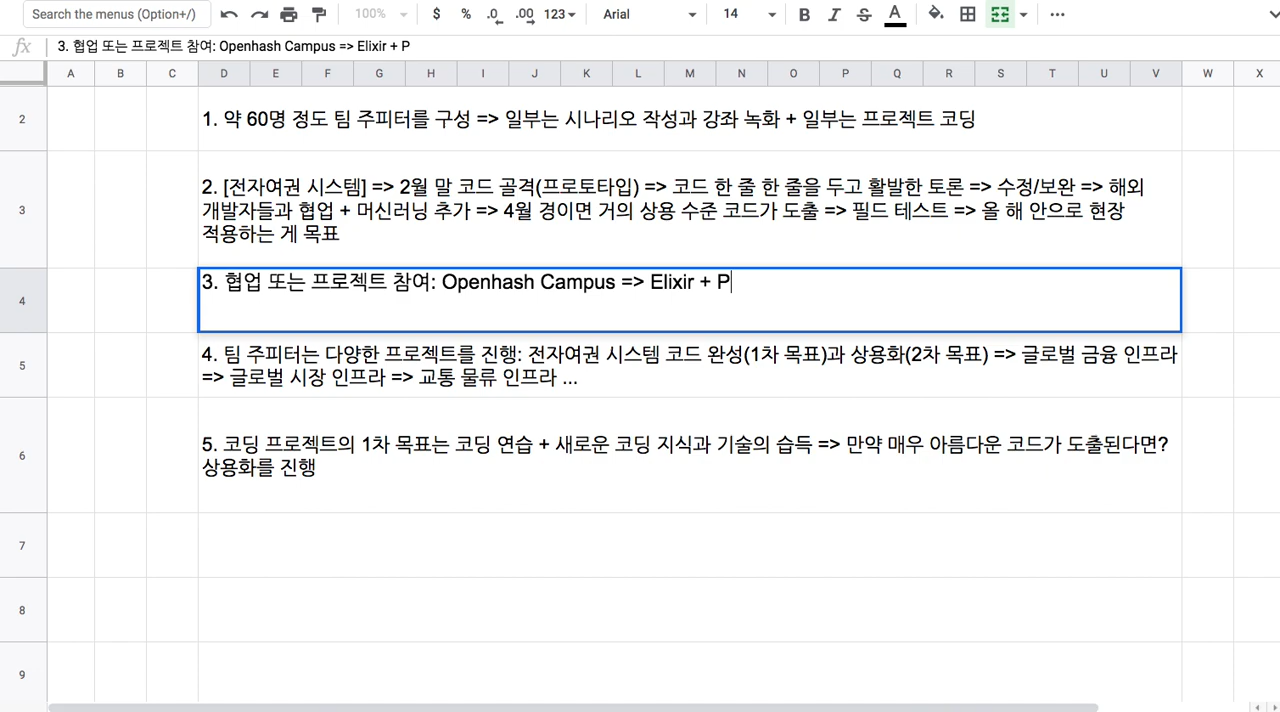 Search the menus (Option+/)
100%
$ % .0 .00 123
Arial
14
B I S A
fx 3. 협업 또는 프로젝트 참여: Openhash Campus => Elixir + P
A B C D E F G H I J K L M N O P Q R S T U V W X
2
1. 약 60명 정도 팀 주피터를 구성 => 일부는 시나리오 작성과 강좌 녹화 + 일부는 프로젝트 코딩
3
2. [전자여권 시스템] => 2월 말 코드 골격(프로토타입) => 코드 한 줄 한 줄을 두고 활발한 토론 => 수정/보완 => 해외
개발자들과 협업 + 머신러닝 추가 => 4월 경이면 거의 상용 수준 코드가 도출 => 필드 테스트 => 올 해 안으로 현장
적용하는 게 목표
4
3. 협업 또는 프로젝트 참여: Openhash Campus => Elixir + P
5
4. 팀 주피터는 다양한 프로젝트를 진행: 전자여권 시스템 코드 완성(1차 목표)과 상용화(2차 목표) => 글로벌 금융 인프라
=> 글로벌 시장 인프라 => 교통 물류 인프라 ...
6
5. 코딩 프로젝트의 1차 목표는 코딩 연습 + 새로운 코딩 지식과 기술의 습득 => 만약 매우 아름다운 코드가 도출된다면?
상용화를 진행
7
8
9